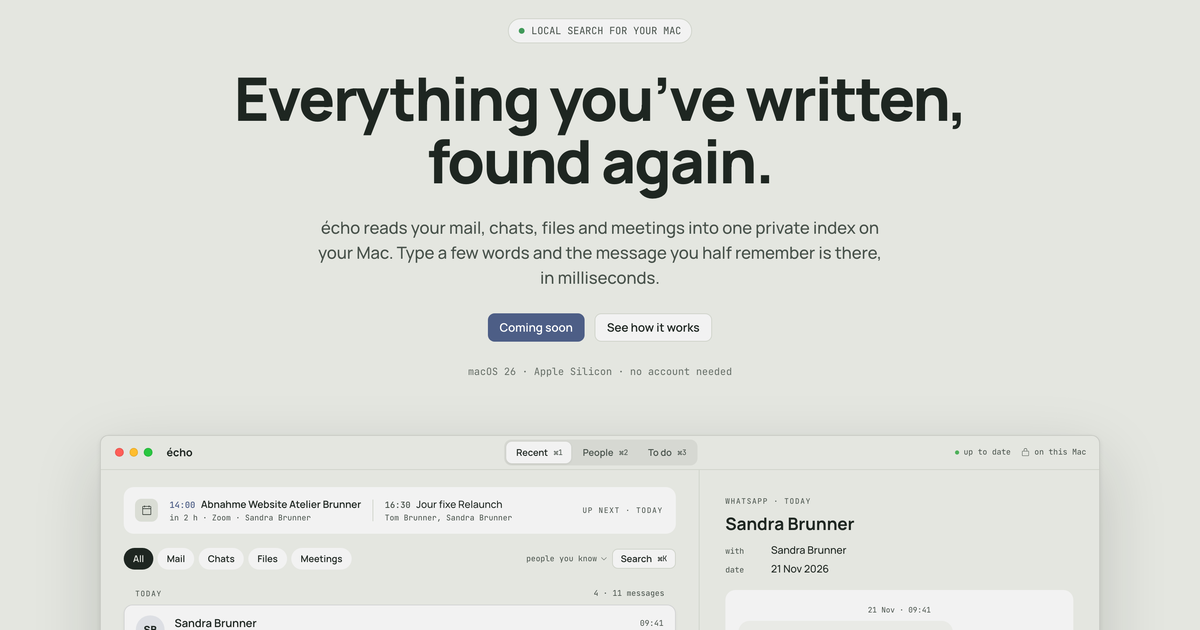 LOCAL SEARCH FOR YOUR MAC
Everything you’ve written,
found again.
écho reads your mail, chats, files and meetings into one private index on
your Mac. Type a few words and the message you half remember is there,
in milliseconds.
Coming soon
See how it works
macOS 26 · Apple Silicon · no account needed
écho
Recent ⌘1
People ⌘2
To do ⌘3
up to date
on this Mac
14:00 Abnahme Website Atelier Brunner
in 2 h · Zoom · Sandra Brunner
16:30 Jour fixe Relaunch
Tom Brunner, Sandra Brunner
UP NEXT · TODAY
All
Mail
Chats
Files
Meetings
people you know
Search ⌘K
TODAY
4 · 11 messages
Sandra Brunner
09:41
WHATSAPP · TODAY
Sandra Brunner
with Sandra Brunner
date 21 Nov 2026
21 Nov · 09:41